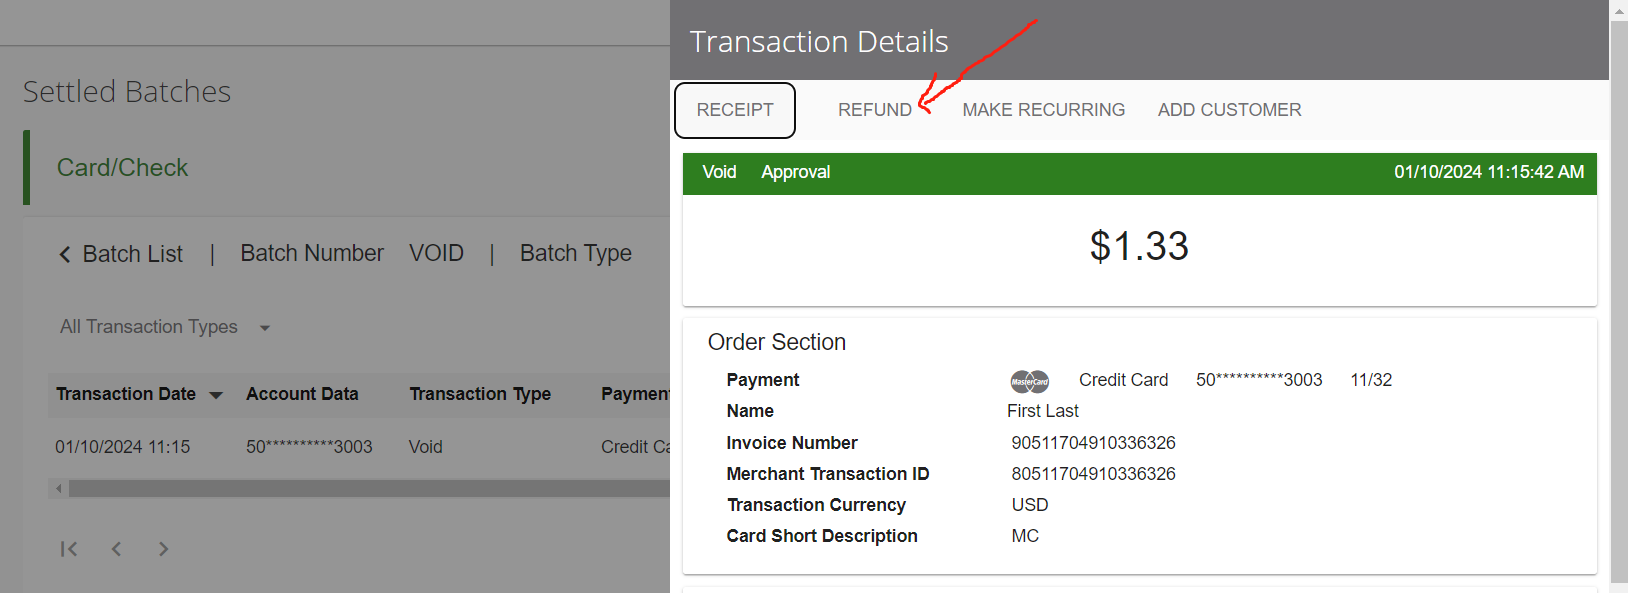 Transaction Details
RECEIPT REFUND MAKE RECURRING ADD CUSTOMER
Settled Batches
Card/Check
Batch List | Batch Number VOID | Batch Type
All Transaction Types
Transaction Date Account Data Transaction Type Paymen
01/10/2024 11:15 50**********3003 Void Credit Ca
Void Approval 01/10/2024 11:15:42 AM
$1.33
Order Section
Payment MasterCard Credit Card 50**********3003 11/32
Name First Last
Invoice Number 90511704910336326
Merchant Transaction ID 80511704910336326
Transaction Currency USD
Card Short Description MC